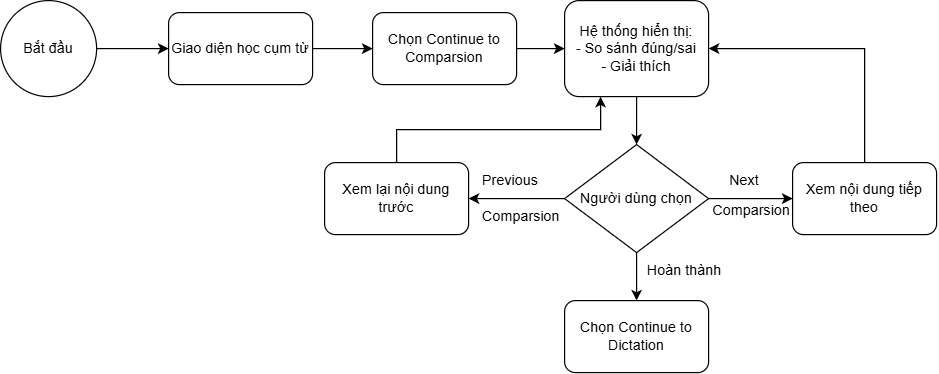 Bắt đầu
Giao diện học cụm từ
Chọn Continue to
Comparsion
Hệ thống hiển thị:
- So sánh đúng/sai
- Giải thích
Xem lại nội dung
trước
Previous
Comparsion
Người dùng chọn
Next
Comparsion
Xem nội dung tiếp
theo
Hoàn thành
Chọn Continue to
Dictation